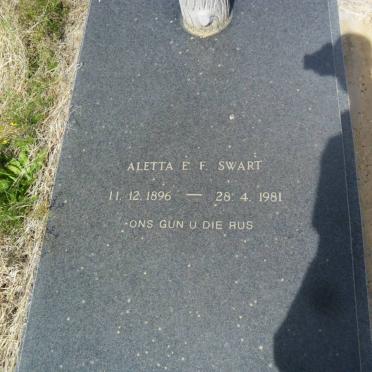 ALETTA E. F. SWART
11. 12. 1896 — 28. 4. 1981
ONS GUN U DIE RUS